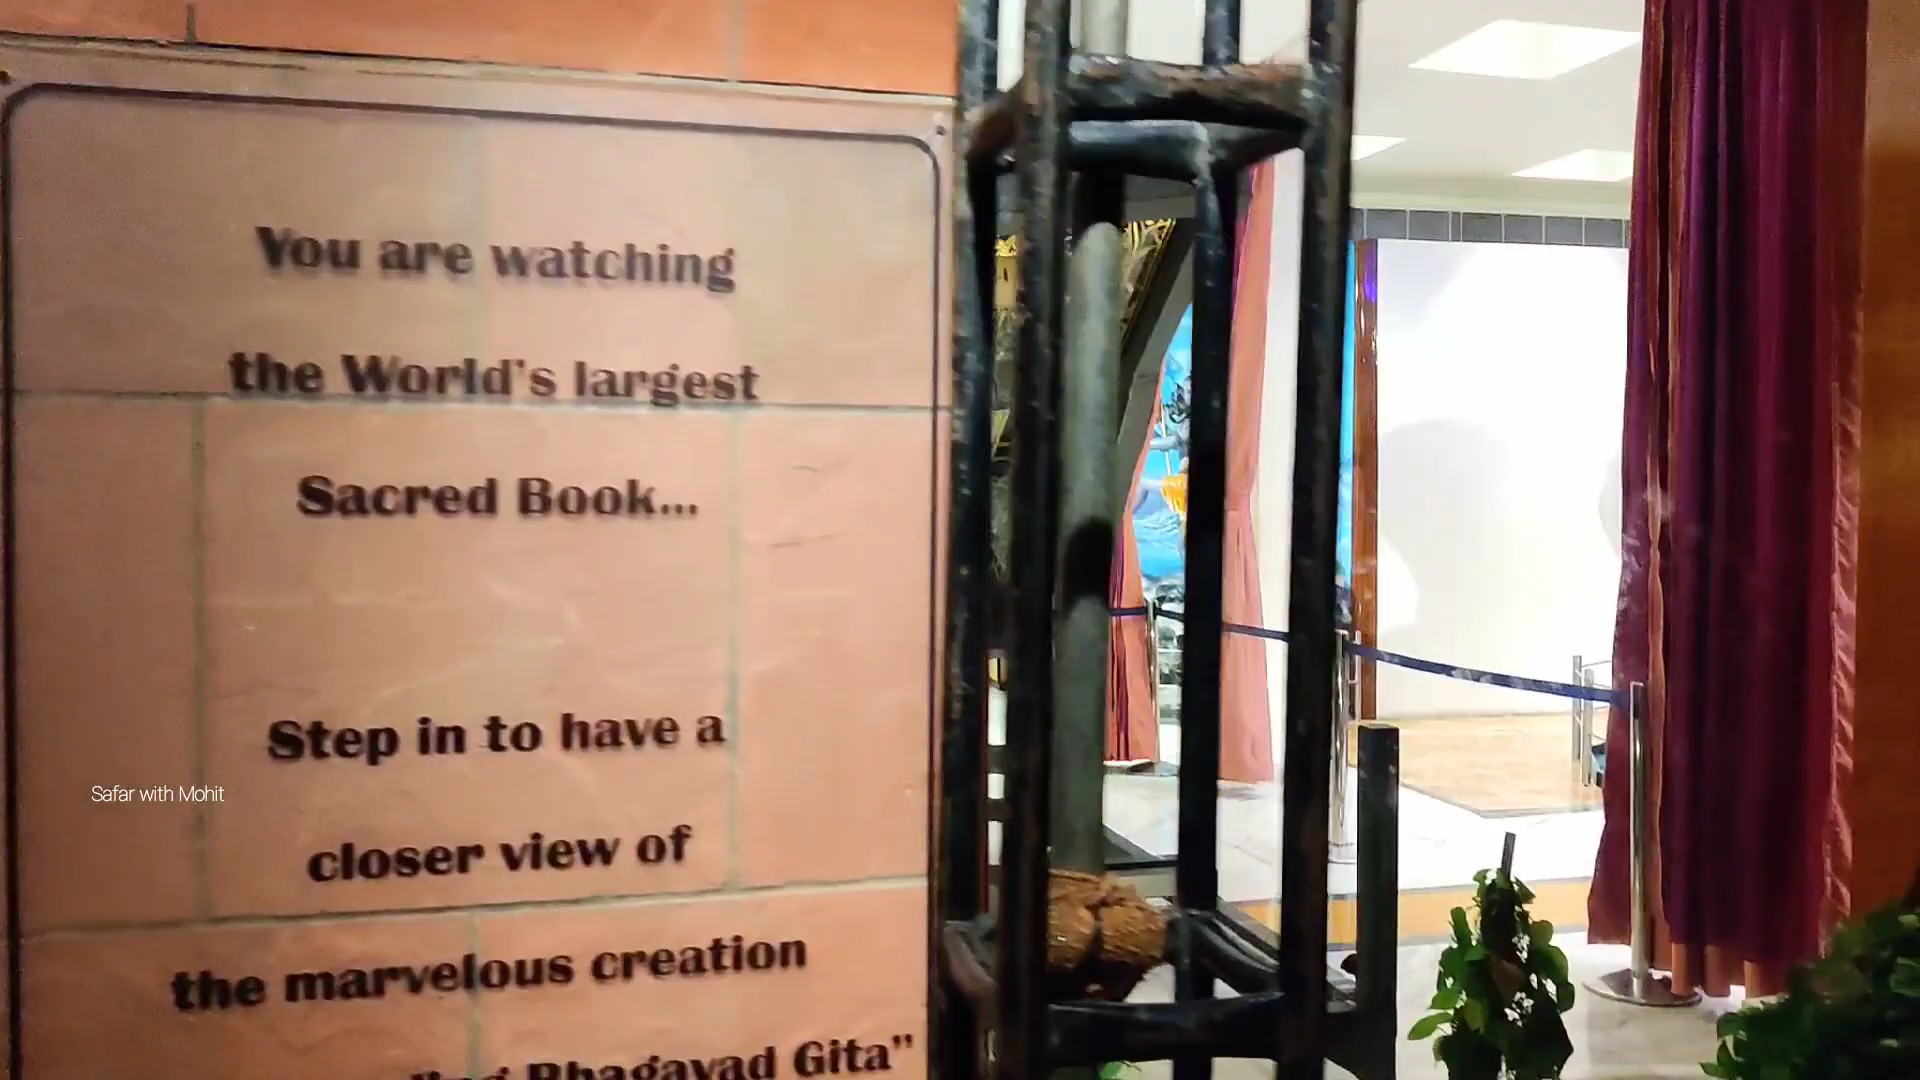 You are watching
the World's largest
Sacred Book...
Step in to have a
closer view of
the marvelous creation
Bhagavad Gita"
Safar with Mohit